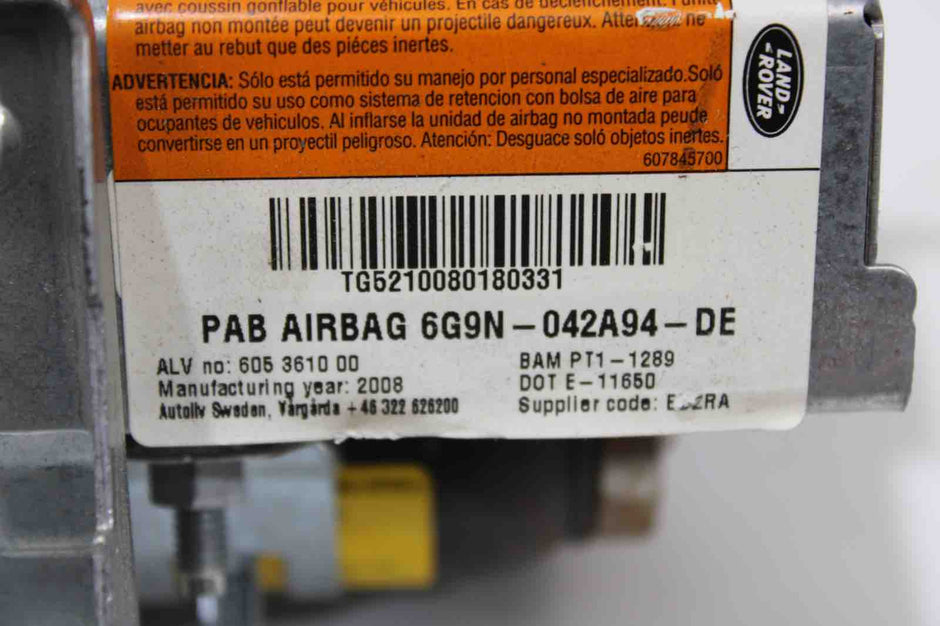 avec coussin gonflable pour véhicules. En cas de déclenchement, l'unité
airbag non montée peut devenir un projectile dangereux. ne
metter au rebut que des piéces inertes.
ADVERTENCIA: Sólo está permitido su manejo por personal especializado.Soló
está permitido su uso como sistema de retencion con bolsa de aire para
ocupantes de vehiculos. Al inflarse la unidad de airbag no montada peude
convertirse en un proyectil peligroso. Atención: Desguace soló objetos inertes.
607845700
LAND-
ROVER
TG5210080180331
PAB AIRBAG 6G9N-042A94-DE
ALV no: 605 3610 00
Manufacturing year: 2008
Autoliv Sweden, Vårgårda +46 322 626200
BAM PT1-1289
DOT E-11650
Supplier code: